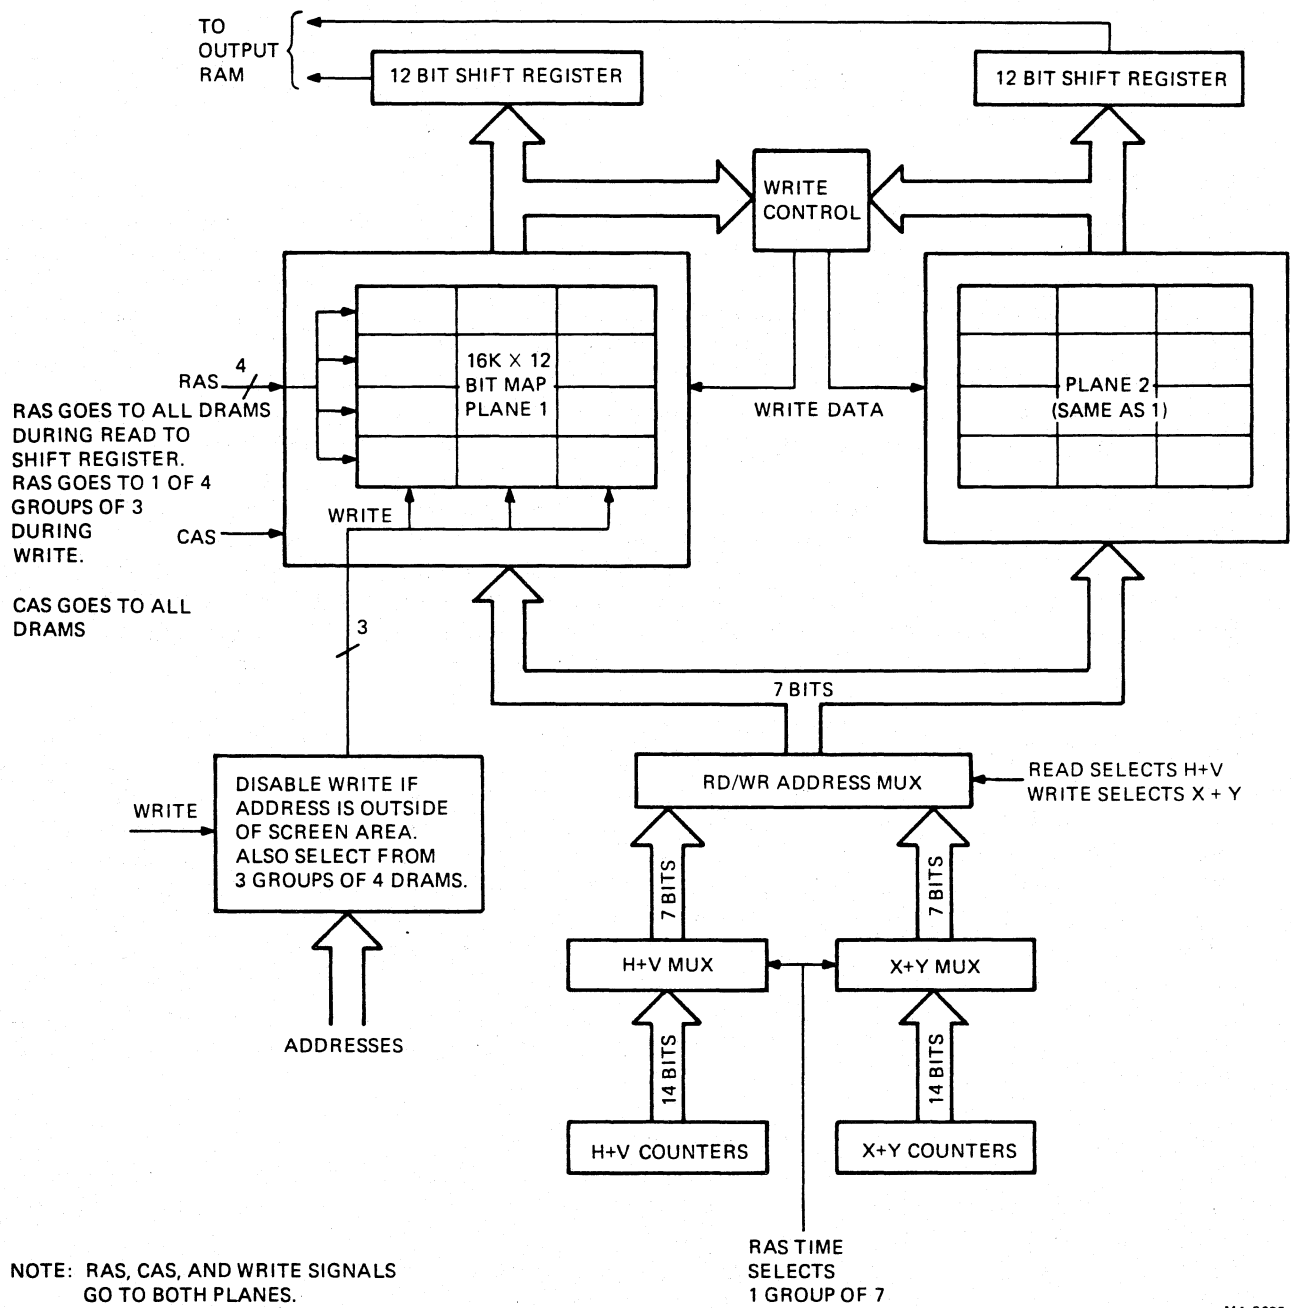 TO
OUTPUT
RAM
12 BIT SHIFT REGISTER
12 BIT SHIFT REGISTER
WRITE
CONTROL
16K X 12
BIT MAP
PLANE 1
PLANE 2
(SAME AS 1)
WRITE DATA
4
RAS
RAS GOES TO ALL DRAMS
DURING READ TO
SHIFT REGISTER.
RAS GOES TO 1 OF 4
GROUPS OF 3
DURING
WRITE.
CAS
WRITE
CAS GOES TO ALL
DRAMS
3
7 BITS
WRITE
DISABLE WRITE IF
ADDRESS IS OUTSIDE
OF SCREEN AREA.
ALSO SELECT FROM
3 GROUPS OF 4 DRAMS.
ADDRESSES
RD/WR ADDRESS MUX
READ SELECTS H+V
WRITE SELECTS X + Y
7 BITS
7 BITS
H+V MUX
X+Y MUX
14 BITS
14 BITS
H+V COUNTERS
X+Y COUNTERS
RAS TIME
SELECTS
1 GROUP OF 7
NOTE: RAS, CAS, AND WRITE SIGNALS
GO TO BOTH PLANES.